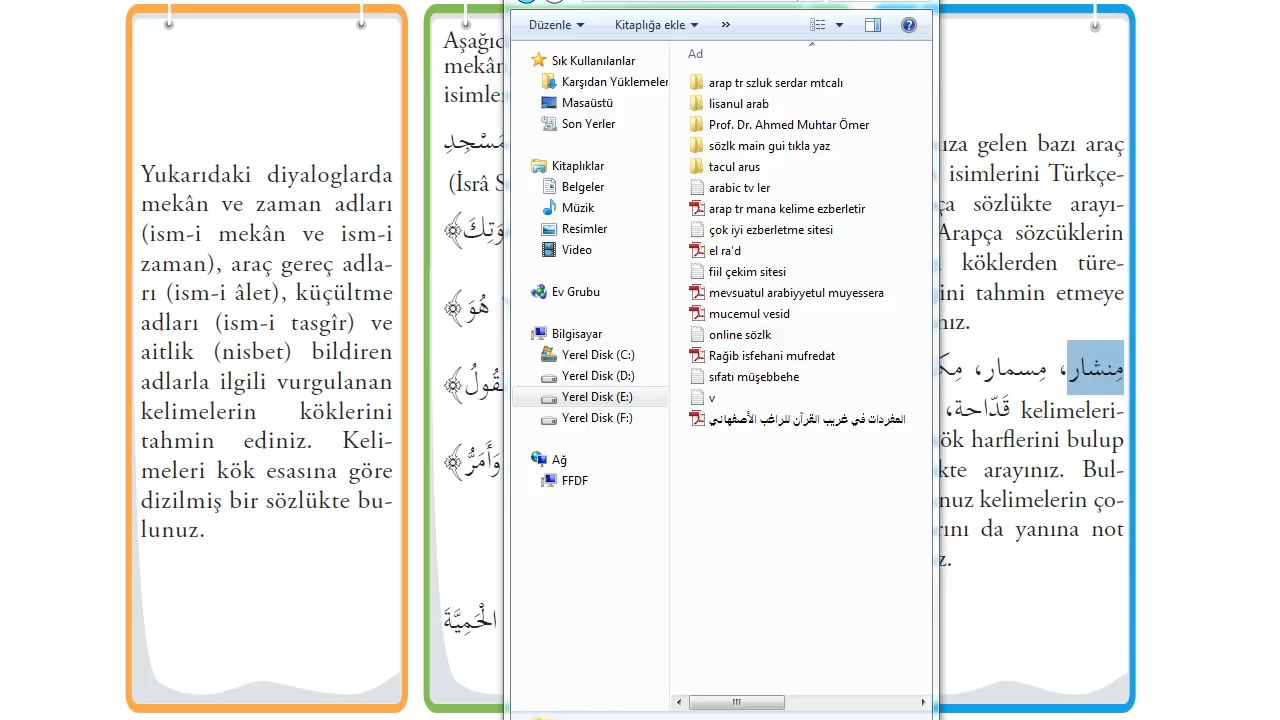 Yukarıdaki diyaloglarda
mekân ve zaman adları
(ism-i mekân ve ism-i
zaman), araç gereç adla-
rı (ism-i âlet), küçültme
adları (ism-i tasgîr) ve
aitlik (nisbet) bildiren
adlarla ilgili vurgulanan
kelimelerin köklerini
tahmin ediniz. Keli-
meleri kök esasına göre
dizilmiş bir sözlükte bu-
lunuz.
mekân
isimle
(İsrâ S
هُوَ
وَأَمَرُّ
الْحَمِيَّةَ
Düzenle
Kitaplığa ekle
»
Sık Kullanılanlar
Karşıdan Yüklemeler
Masaüstü
Son Yerler
Kitaplıklar
Belgeler
Müzik
Resimler
Video
Ev Grubu
Bilgisayar
Yerel Disk (C:)
Yerel Disk (D:)
Yerel Disk (E:)
Yerel Disk (F:)
Ağ
FFDF
Ad
arap tr szluk serdar mtcalı
lisanul arab
Prof. Dr. Ahmed Muhtar Ömer
sözlk main gui tıkla yaz
tacul arus
arabic tv ler
arap tr mana kelime ezberletir
çok iyi ezberletme sitesi
el ra'd
fiil çekim sitesi
mevsuatul arabiyyetul muyessera
mucemul vesid
online sözlk
Rağib isfehani mufredat
sıfatı müşebbehe
v
المفردات في غريب القرآن للراغب الأصفهاني
ıza gelen bazı araç
isimlerini Türkçe-
ça sözlükte arayı-
Arapça sözcüklerin
köklerden türe-
ini tahmin etmeye
nız.
مِنشار، مِسمار، مِكـ
قَدّاحة، kelimeleri-
ök harflerini bulup
kte arayınız. Bul-
nuz kelimelerin ço-
rını da yanına not
z.